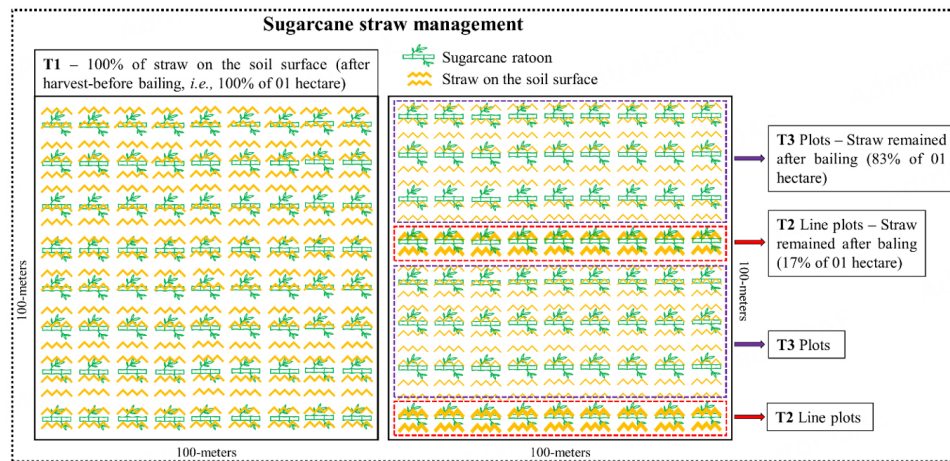 Sugarcane straw management
T1 – 100% of straw on the soil surface (after
harvest-before bailing, i.e., 100% of 01 hectare)
Sugarcane ratoon
Straw on the soil surface
100-meters
100-meters
100-meters
100-meters
T3 Plots – Straw remained
after bailing (83% of 01
hectare)
T2 Line plots – Straw
remained after baling
(17% of 01 hectare)
T3 Plots
T2 Line plots